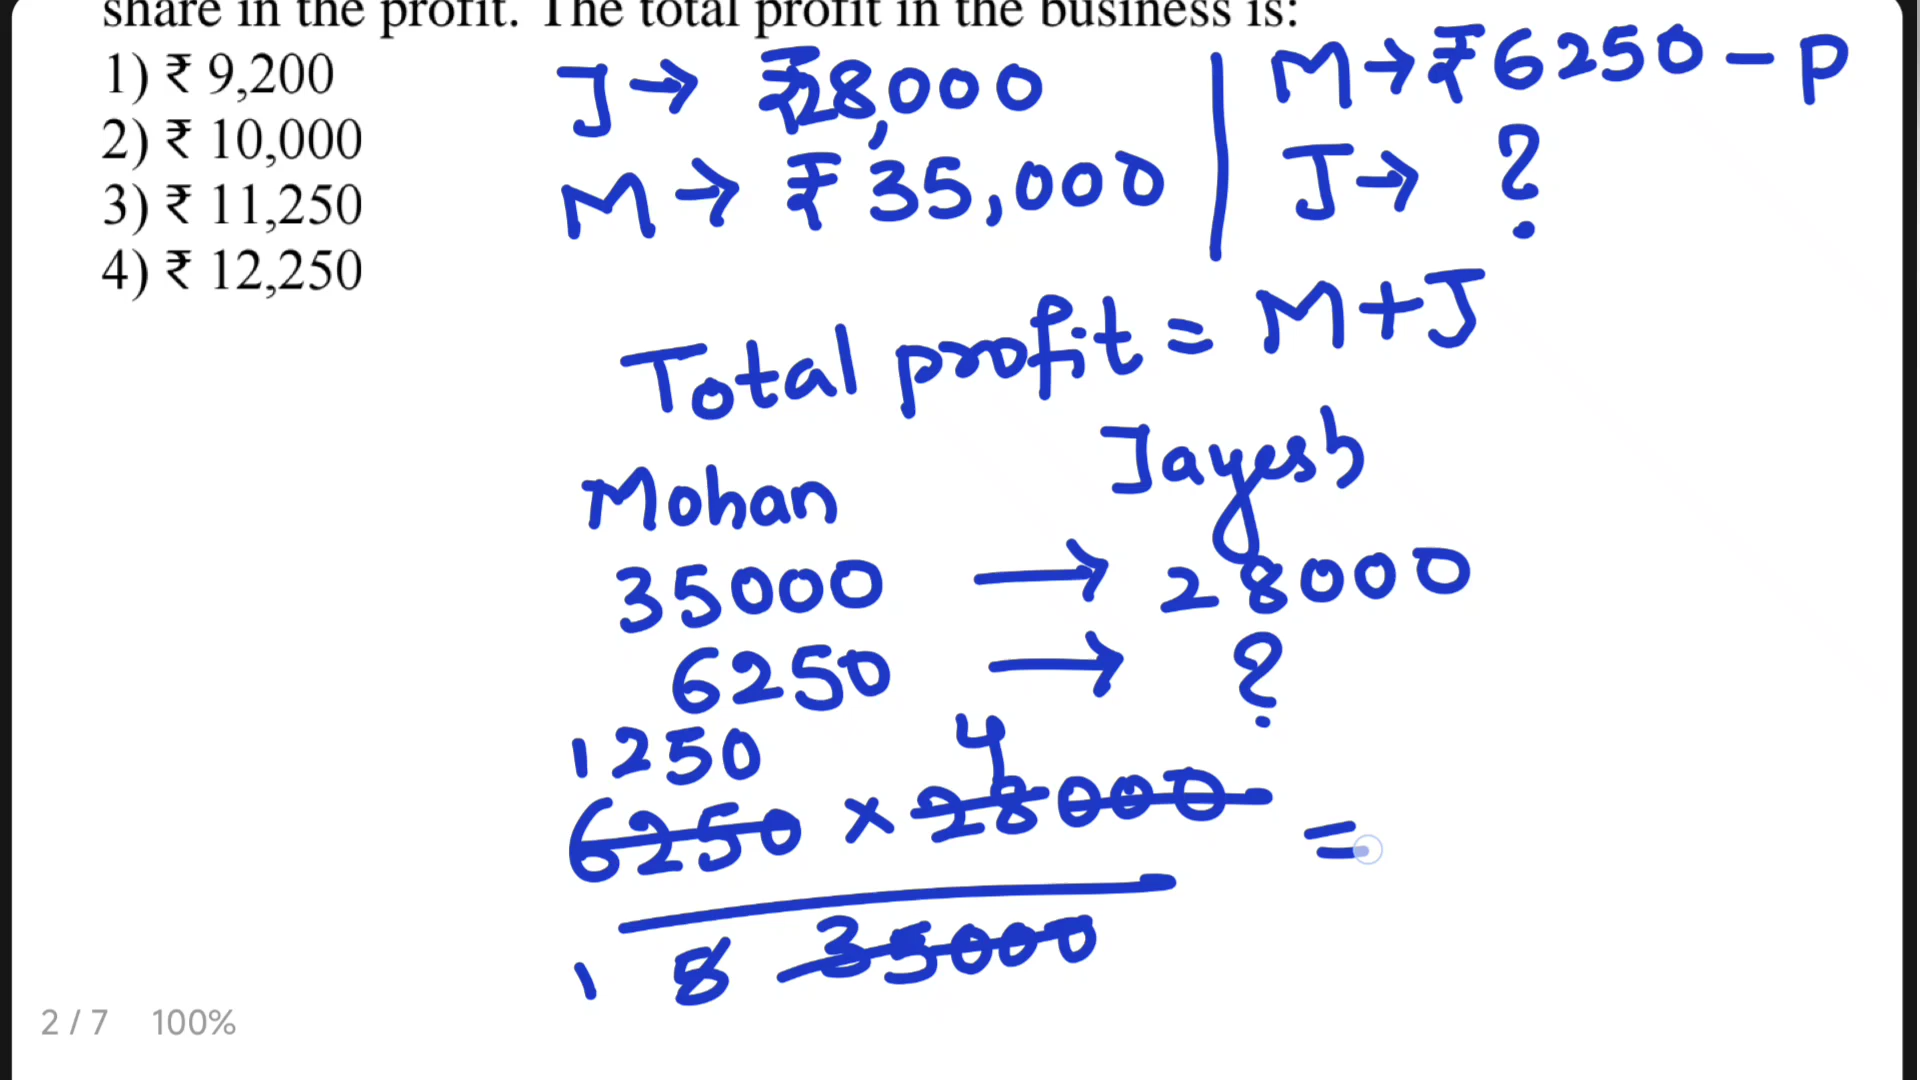 share in the profit. The total profit in the business is:
1) ₹ 9,200
2) ₹ 10,000
3) ₹ 11,250
4) ₹ 12,250
J → ₹28,000
M → ₹ 35,000
M → ₹6250 - P
J → ?
Total profit = M+J
Mohan Jayesh
35000 → 28000
6250 → ?
1250 4
6250 × 28000 =
1 5 35000
2 / 7 100%